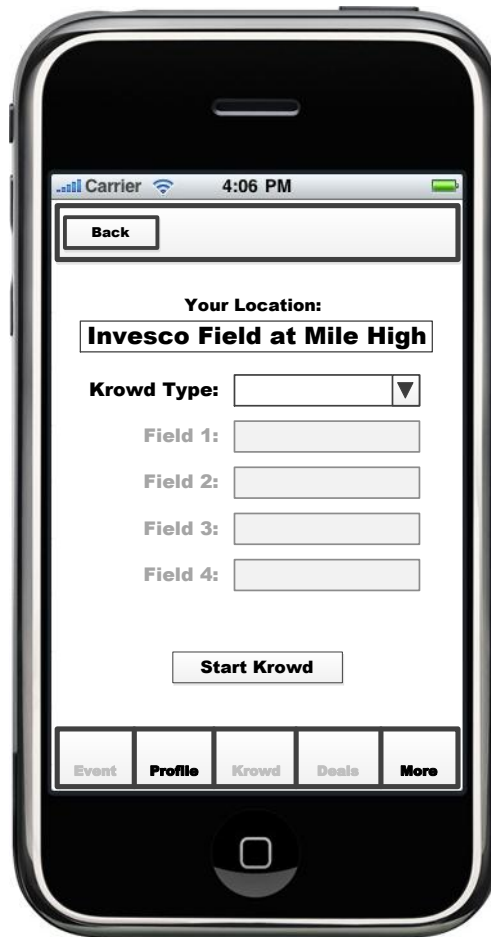 Carrier 4:06 PM
Back
Your Location:
Invesco Field at Mile High
Krowd Type:
Field 1:
Field 2:
Field 3:
Field 4:
Start Krowd
Event Profile Krowd Deals More